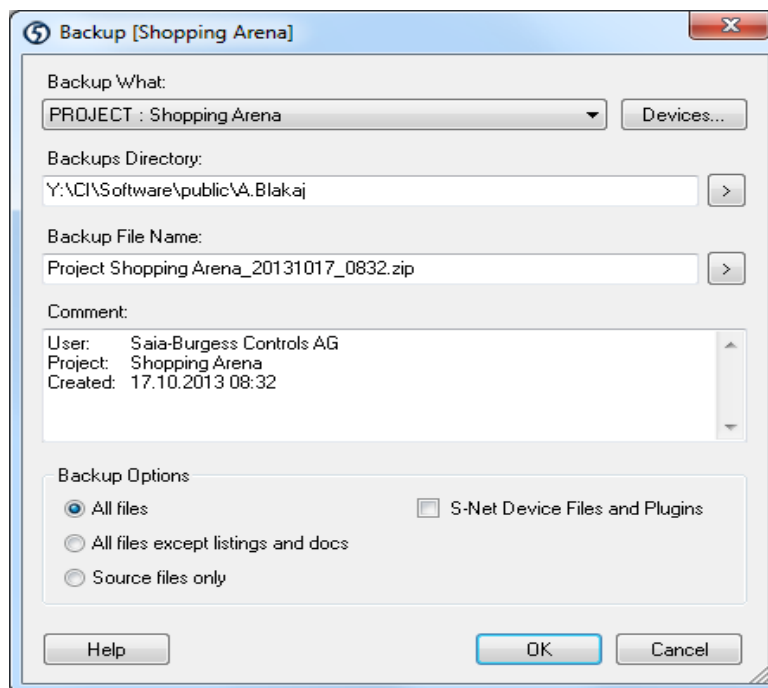 Backup [Shopping Arena]
Backup What:
PROJECT : Shopping Arena
Devices...
Backups Directory:
Y:\CI\Software\public\A.Blakaj
>
Backup File Name:
Project Shopping Arena_20131017_0832.zip
>
Comment:
User: Saia-Burgess Controls AG
Project: Shopping Arena
Created: 17.10.2013 08:32
Backup Options
All files
S-Net Device Files and Plugins
All files except listings and docs
Source files only
Help
OK
Cancel